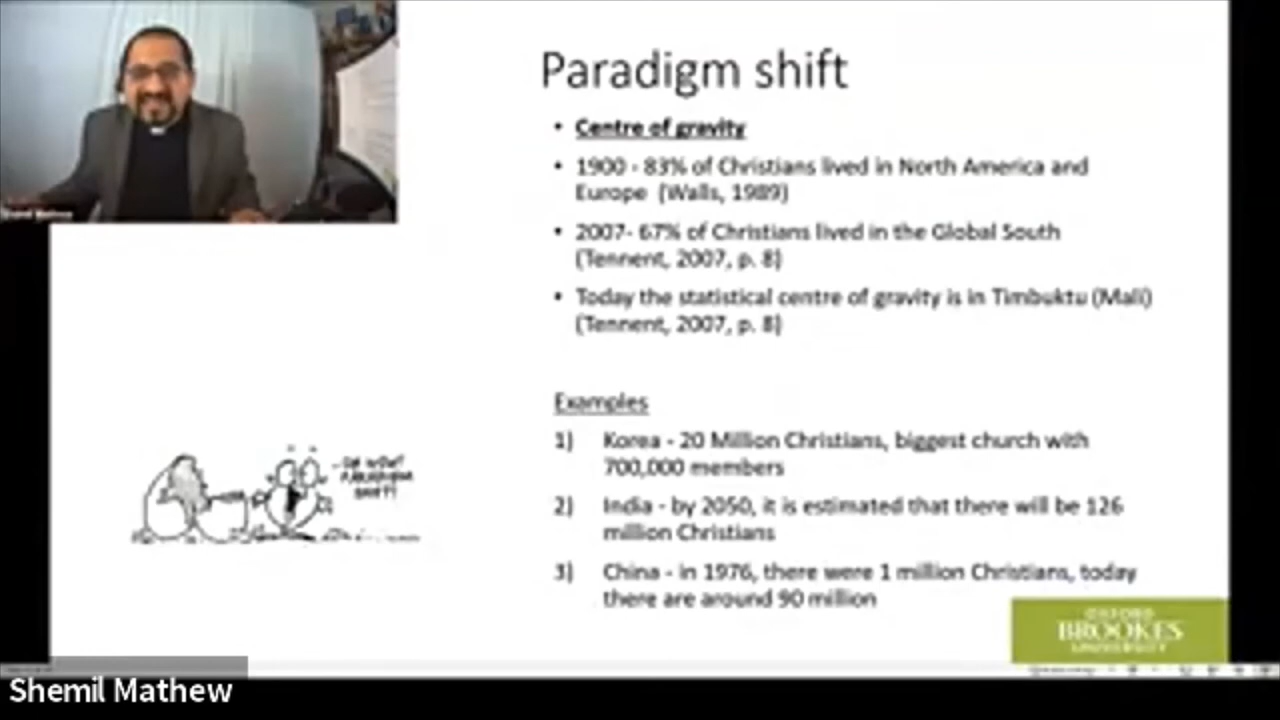 Paradigm shift
• Centre of gravity
• 1900 - 83% of Christians lived in North America and
Europe (Walls, 1989)
• 2007- 67% of Christians lived in the Global South
(Tennent, 2007, p. 8)
• Today the statistical centre of gravity is in Timbuktu (Mali)
(Tennent, 2007, p. 8)
Examples
1) Korea - 20 Million Christians, biggest church with
700,000 members
2) India - by 2050, it is estimated that there will be 126
million Christians
3) China - in 1976, there were 1 million Christians, today
there are around 90 million
OXFORD
BROOKES
UNIVERSITY
Shemil Mathew